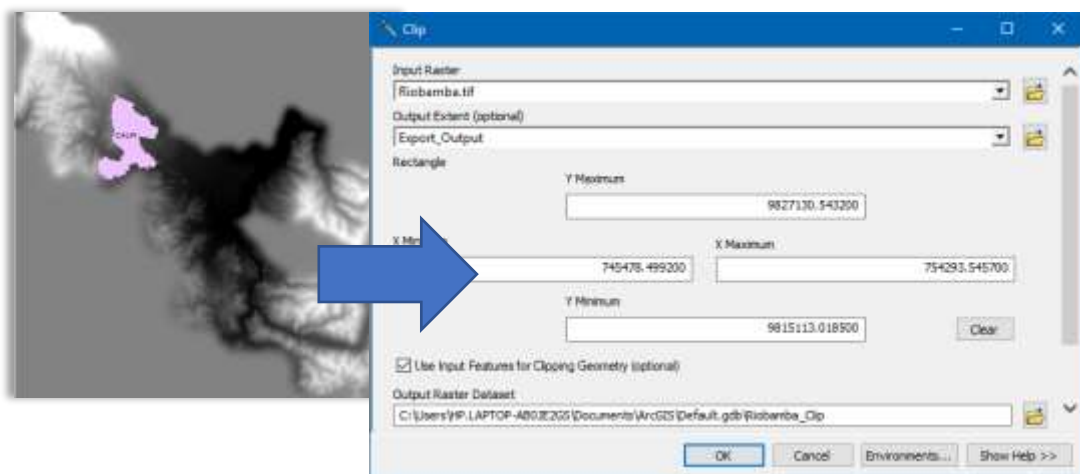 Clip
Input Raster
Riobamba.tif
Output Extent (optional)
Export_Output
Rectangle
Y Maximum
9827130.543200
X Maximum
745478.499200
754293.545700
Y Minimum
9815113.018500
Clear
Use Input Features for Clipping Geometry (optional)
Output Raster Dataset
C:\Users\HP.LAPTOP-AB0JE2GS\Documents\ArcGIS\Default.gdb\Riobamba_Clip
OK Cancel Environments... Show Help >>